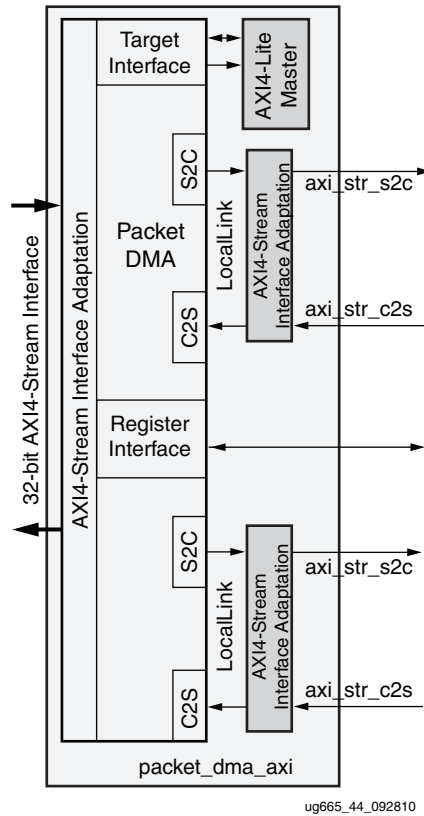 Target
Interface
AXI4-Lite
Master
S2C
axi_str_s2c
Packet
DMA
LocalLink
AXI4-Stream
Interface Adaptation
32-bit AXI4-Stream Interface
AXI4-Stream Interface Adaptation
C2S
axi_str_c2s
Register
Interface
S2C
axi_str_s2c
LocalLink
AXI4-Stream
Interface Adaptation
C2S
axi_str_c2s
packet_dma_axi
ug665_44_092810